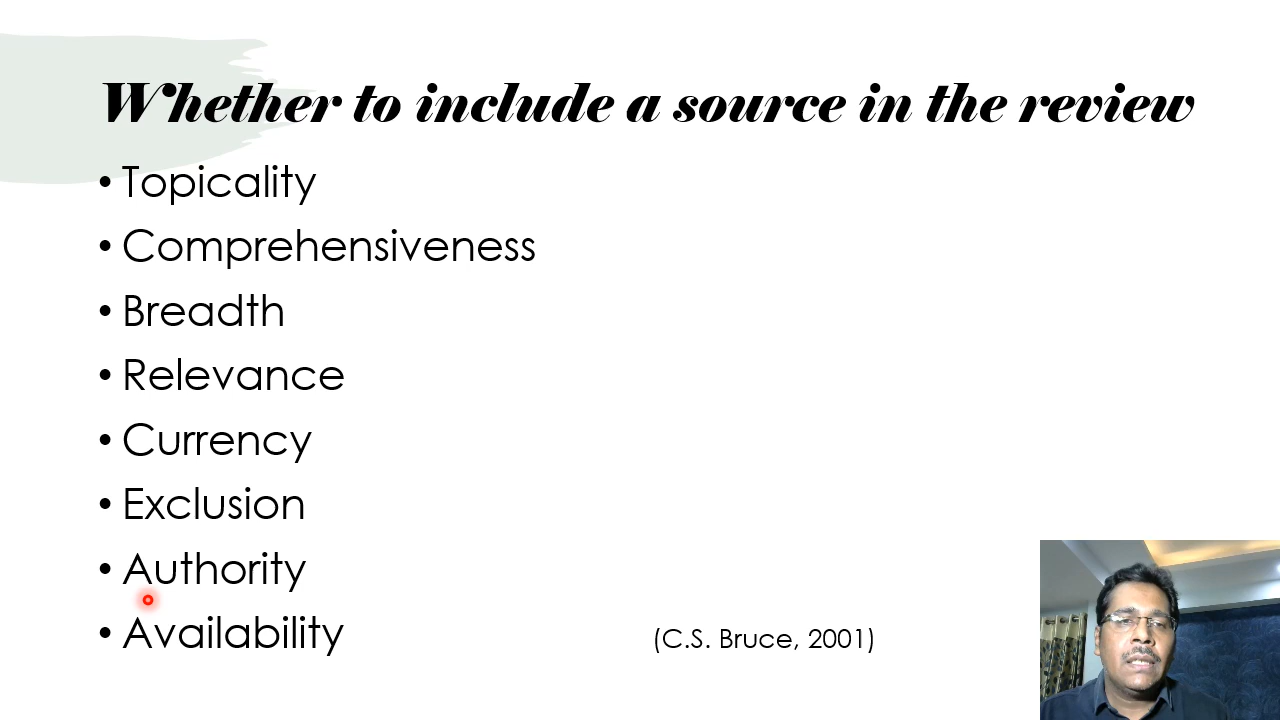 Whether to include a source in the review
• Topicality
• Comprehensiveness
• Breadth
• Relevance
• Currency
• Exclusion
• Authority
• Availability
(C.S. Bruce, 2001)